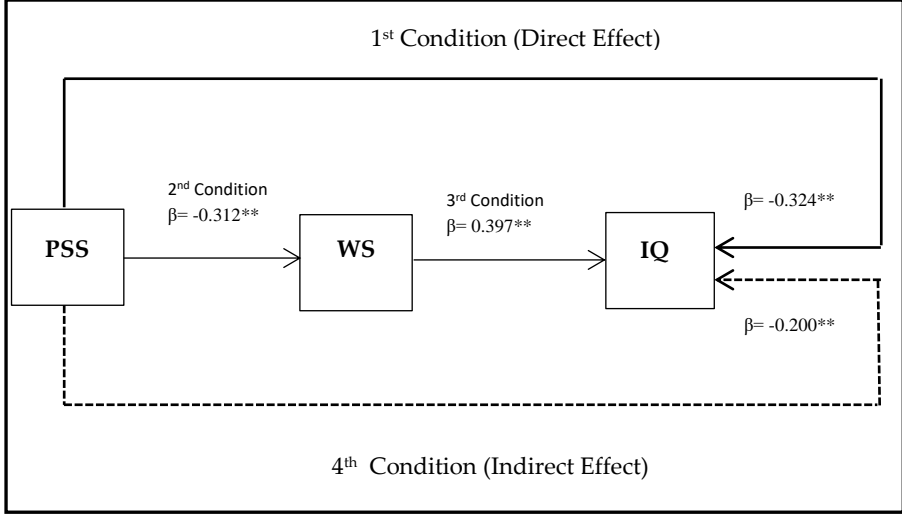 1st Condition (Direct Effect)
2nd Condition
β= -0.312**
3rd Condition
β= 0.397**
β= -0.324**
PSS
WS
IQ
β= -0.200**
4th Condition (Indirect Effect)